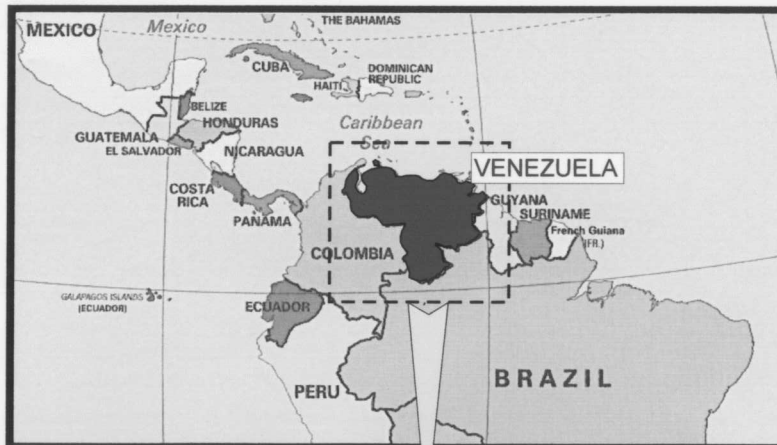 THE BAHAMAS
MEXICO
Mexico
CUBA
DOMINICAN
REPUBLIC
HAITI
BELIZE
HONDURAS
Caribbean
Sea
GUATEMALA
EL SALVADOR
NICARAGUA
VENEZUELA
COSTA
RICA
PANAMA
GUYANA
SURINAME
French Guiana
(FR.)
COLOMBIA
GALAPAGOS ISLANDS
(ECUADOR)
ECUADOR
PERU
BRAZIL